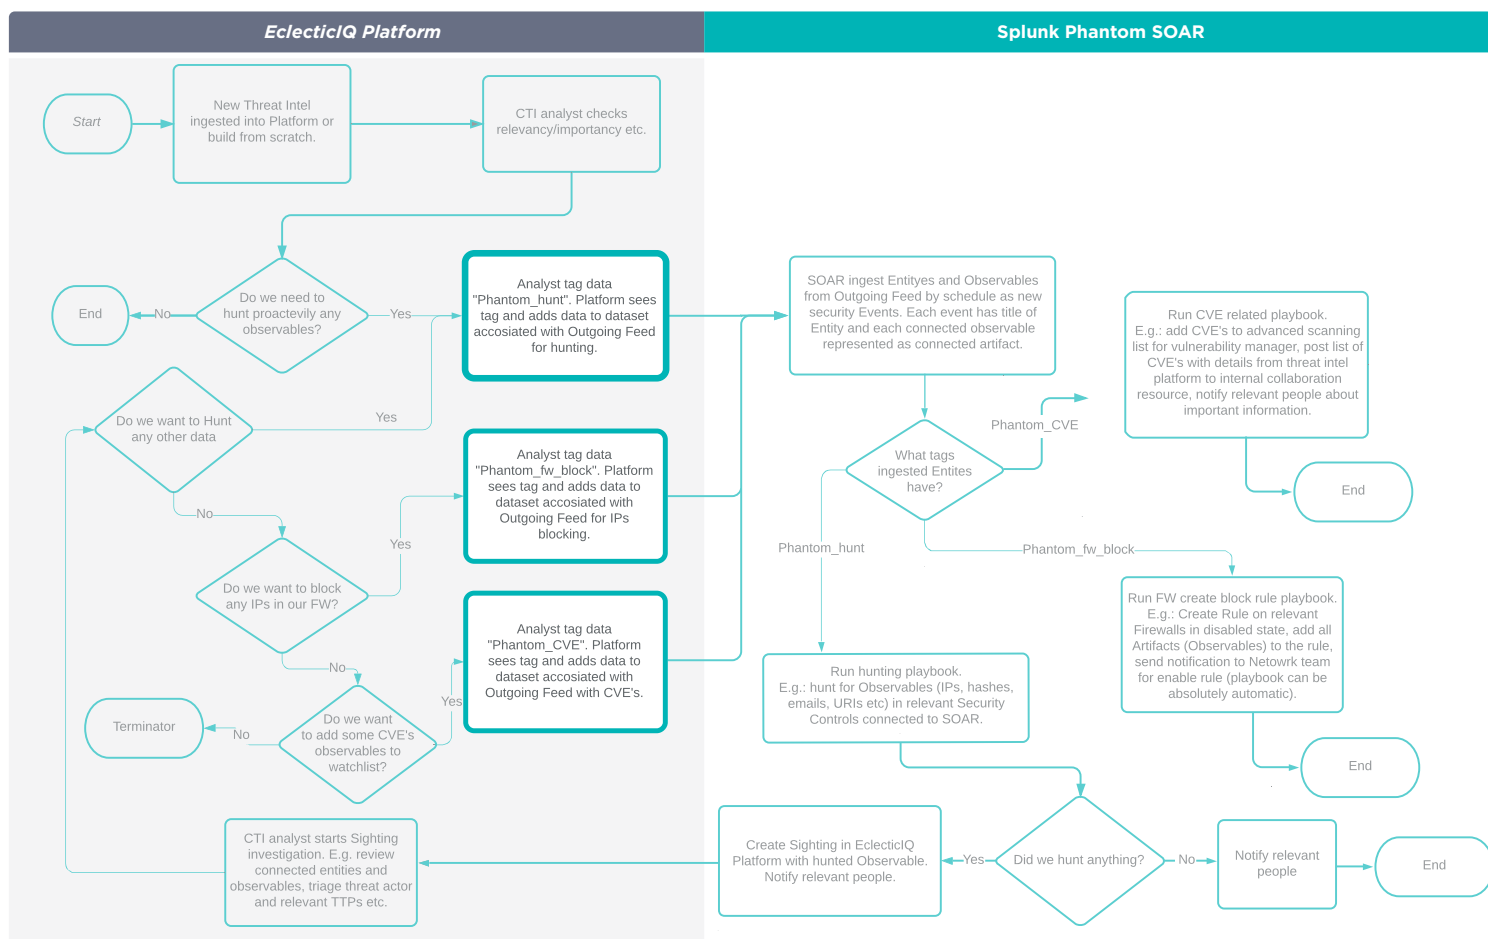 EclecticIQ Platform
Splunk Phantom SOAR
Start
New Threat Intel
ingested into Platform or
build from scratch.
CTI analyst checks
relevancy/importancy etc.
Do we need to
hunt proactevily any
observables?
No
End
Yes
Analyst tag data
"Phantom_hunt". Platform sees
tag and adds data to dataset
accosiated with Outgoing Feed
for hunting.
SOAR ingest Entityes and Observables
from Outgoing Feed by schedule as new
security Events. Each event has title of
Entity and each connected observable
represented as connected artifact.
Run CVE related playbook.
E.g.: add CVE's to advanced scanning
list for vulnerability manager, post list of
CVE's with details from threat intel
platform to internal collaboration
resource, notify relevant people about
important information.
Do we want to Hunt
any other data
Yes
No
Analyst tag data
"Phantom_fw_block". Platform
sees tag and adds data to
dataset accosiated with
Outgoing Feed for IPs
blocking.
What tags
ingested Entites
have?
Phantom_CVE
End
Phantom_hunt
Phantom_fw_block
Do we want to block
any IPs in our FW?
Yes
No
Analyst tag data
"Phantom_CVE". Platform
sees tag and adds data to
dataset accosiated with
Outgoing Feed with CVE's.
Run FW create block rule playbook.
E.g.: Create Rule on relevant
Firewalls in disabled state, add all
Artifacts (Observables) to the rule,
send notification to Netowrk team
for enable rule (playbook can be
absolutely automatic).
Run hunting playbook.
E.g.: hunt for Observables (IPs, hashes,
emails, URIs etc) in relevant Security
Controls connected to SOAR.
Yes
Terminator
No
Do we want
to add some CVE's
observables to
watchlist?
End
CTI analyst starts Sighting
investigation. E.g. review
connected entities and
observables, triage threat actor
and relevant TTPs etc.
Create Sighting in EclecticIQ
Platform with hunted Observable.
Notify relevant people.
Yes
Did we hunt anything?
No
Notify relevant
people
End